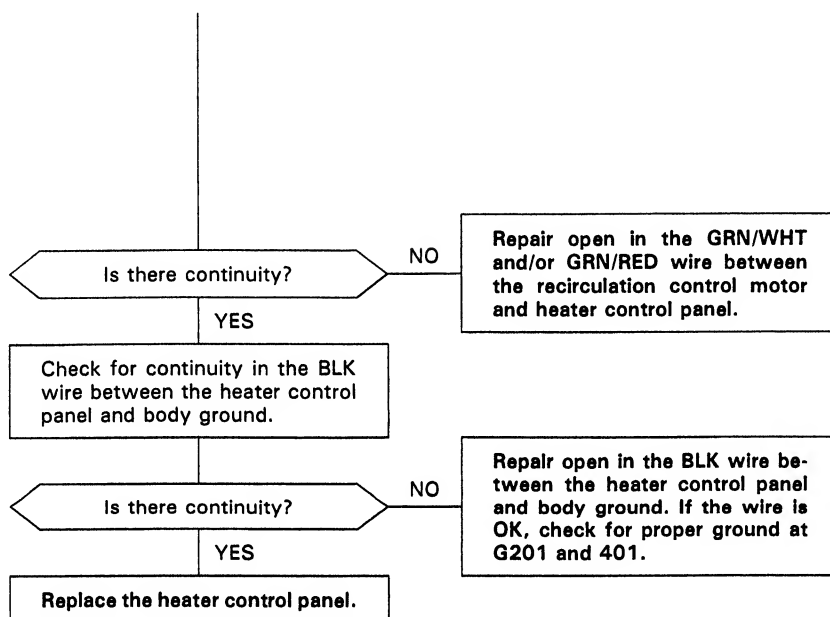 Is there continuity?
NO
Repair open in the GRN/WHT
and/or GRN/RED wire between
the recirculation control motor
and heater control panel.
YES
Check for continuity in the BLK
wire between the heater control
panel and body ground.
Is there continuity?
NO
Repair open in the BLK wire be-
tween the heater control panel
and body ground. If the wire is
OK, check for proper ground at
G201 and 401.
YES
Replace the heater control panel.